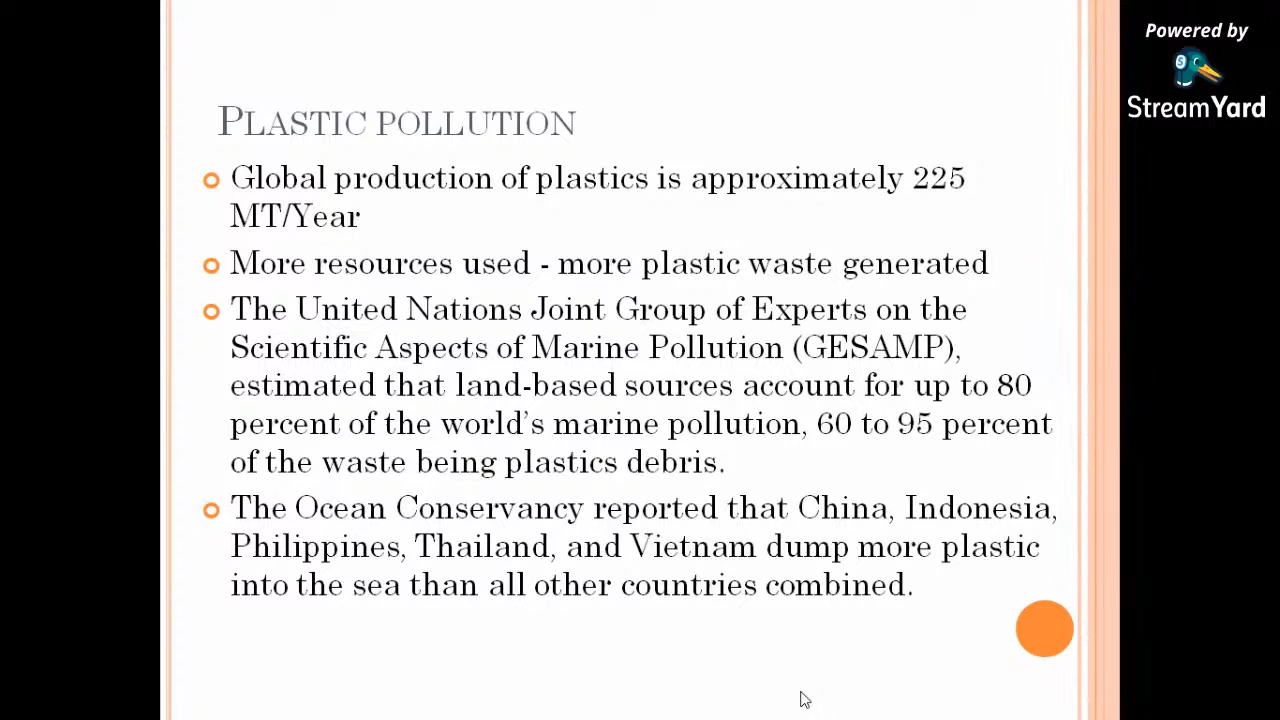 Powered by
StreamYard
PLASTIC POLLUTION
Global production of plastics is approximately 225
MT/Year
More resources used - more plastic waste generated
The United Nations Joint Group of Experts on the
Scientific Aspects of Marine Pollution (GESAMP),
estimated that land-based sources account for up to 80
percent of the world's marine pollution, 60 to 95 percent
of the waste being plastics debris.
The Ocean Conservancy reported that China, Indonesia,
Philippines, Thailand, and Vietnam dump more plastic
into the sea than all other countries combined.